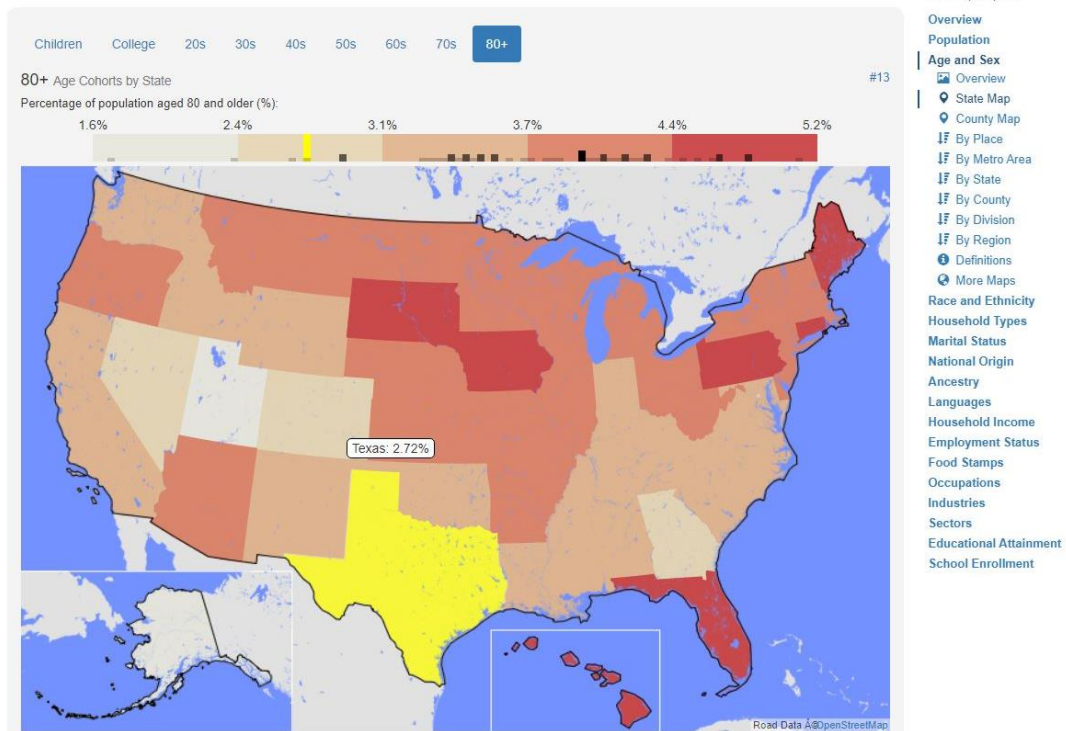 Overview
Population
Age and Sex
Overview
State Map
County Map
By Place
By Metro Area
By State
By County
By Division
By Region
Definitions
More Maps
Race and Ethnicity
Household Types
Marital Status
National Origin
Ancestry
Languages
Household Income
Employment Status
Food Stamps
Occupations
Industries
Sectors
Educational Attainment
School Enrollment
Children College 20s 30s 40s 50s 60s 70s 80+
80+ Age Cohorts by State #13
Percentage of population aged 80 and older (%):
1.6% 2.4% 3.1% 3.7% 4.4% 5.2%
Texas: 2.72%
Road Data Â©OpenStreetMap